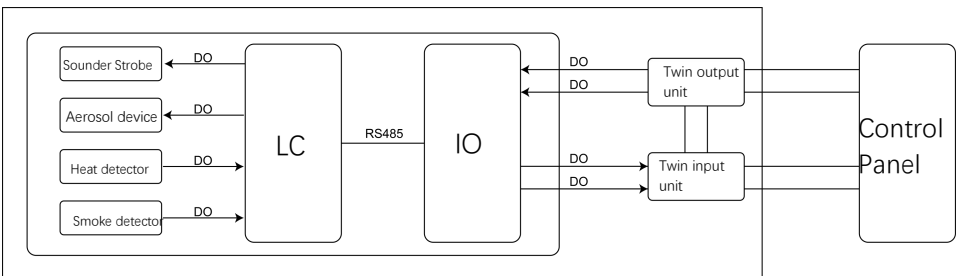 Sounder Strobe
DO
Aerosol device
DO
Heat detector
DO
Smoke detector
DO
LC
RS485
IO
DO
DO
DO
DO
Twin output
unit
Twin input
unit
Control
Panel